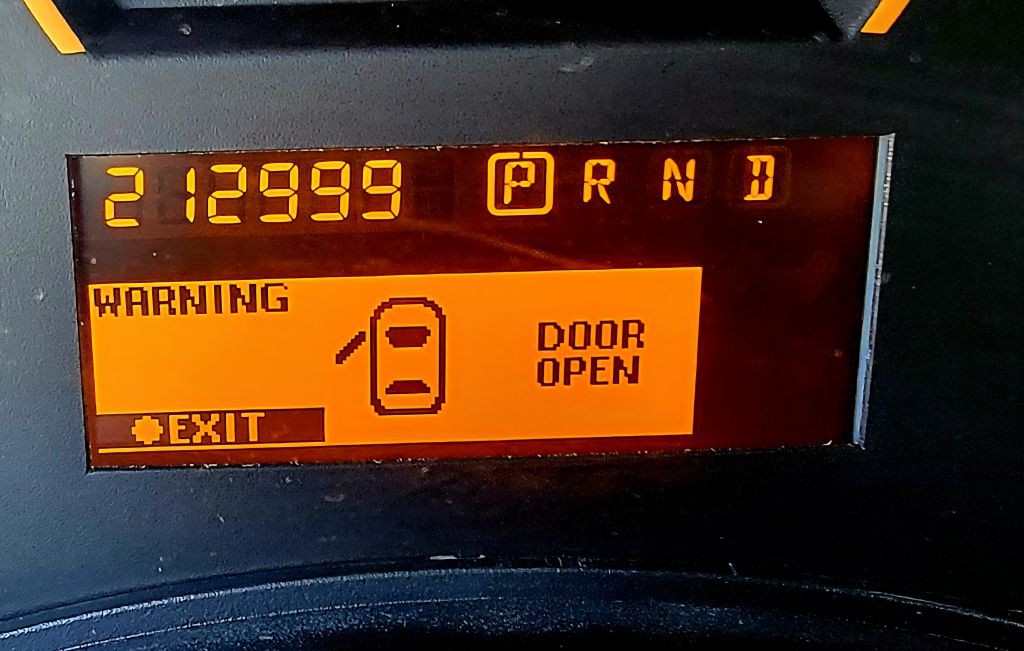 212999 P R N D
WARNING
DOOR
OPEN
EXIT